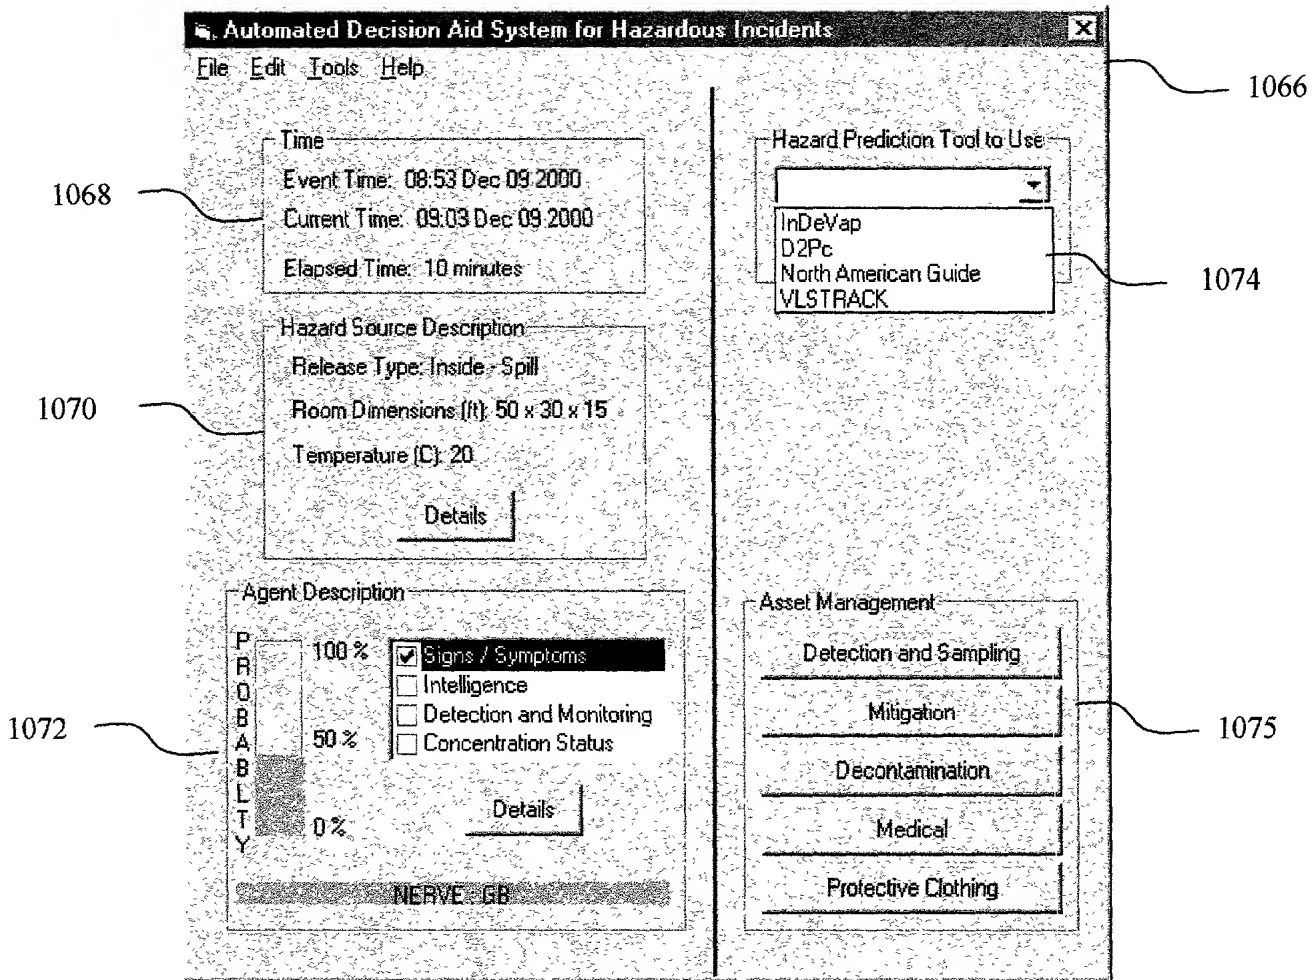 Automated Decision Aid System for Hazardous Incidents
File Edit Tools Help
1066
Time
Event Time: 08:53 Dec 09 2000
Current Time: 09:03 Dec 09 2000
Elapsed Time: 10 minutes
1068
Hazard Prediction Tool to Use
InDeVap
D2Pc
North American Guide
VLSTRACK
1074
Hazard Source Description
Release Type: Inside - Spill
Room Dimensions (ft): 50 x 30 x 15
Temperature (C): 20
Details
1070
Agent Description
PROBABLTY
100 %
50 %
0 %
Signs / Symptoms
Intelligence
Detection and Monitoring
Concentration Status
Details
NERVE : GB
1072
Asset Management
Detection and Sampling
Mitigation
Decontamination
Medical
Protective Clothing
1075